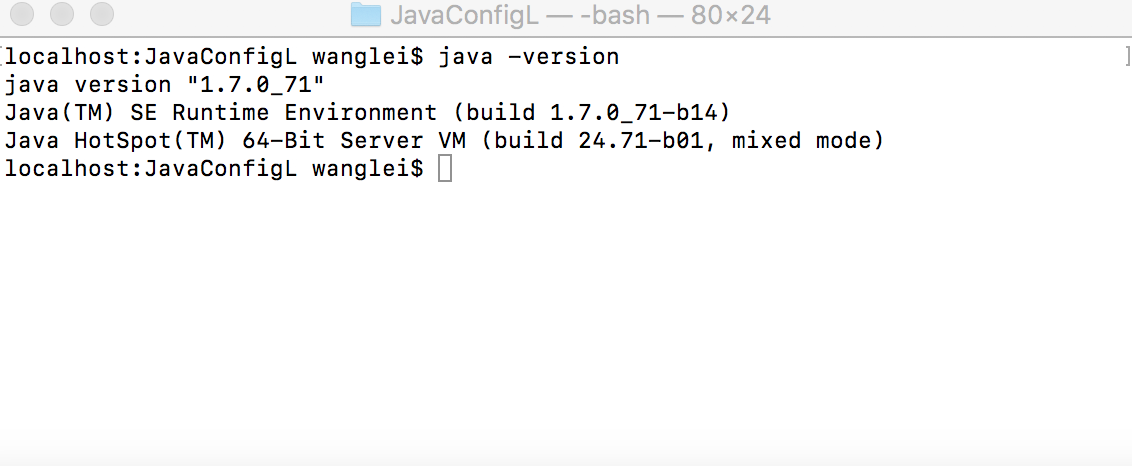 JavaConfigL — -bash — 80×24
[localhost:JavaConfigL wanglei$ java -version ]
java version "1.7.0_71"
Java(TM) SE Runtime Environment (build 1.7.0_71-b14)
Java HotSpot(TM) 64-Bit Server VM (build 24.71-b01, mixed mode)
localhost:JavaConfigL wanglei$